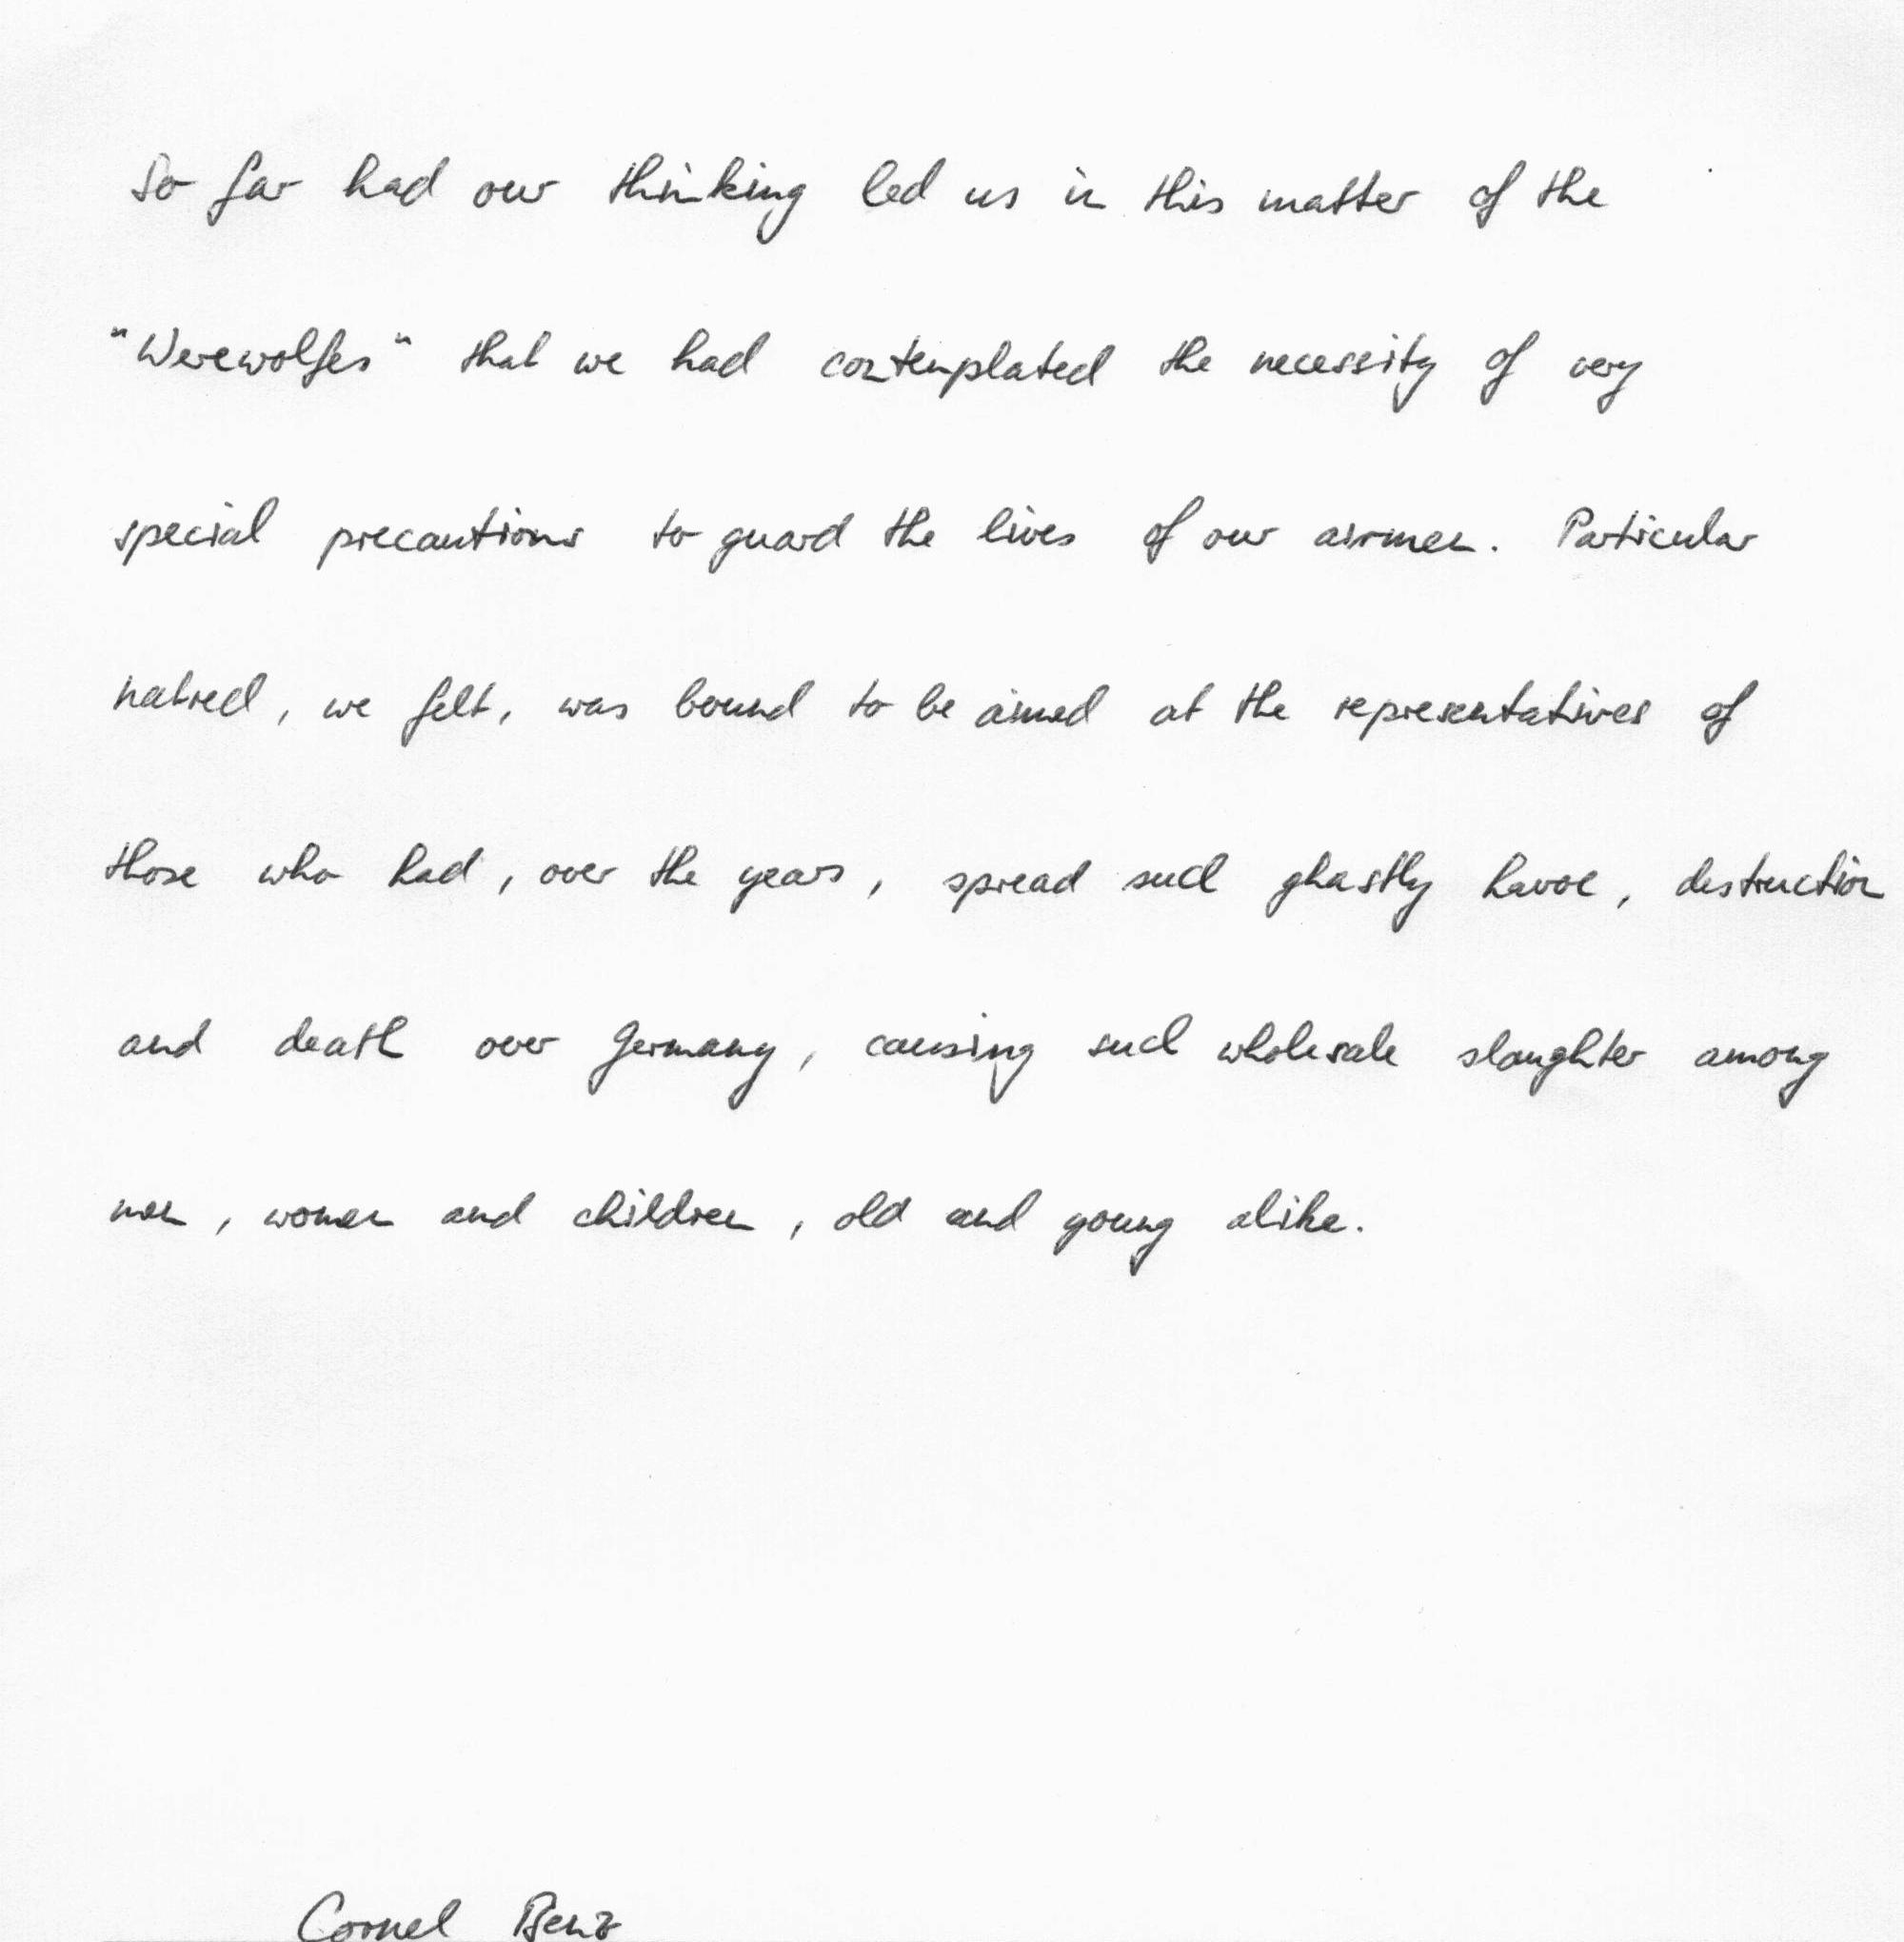 So far had our thinking led us in this matter of the
"Werewolfes" that we had contemplated the necessity of very
special precautions to guard the lives of our airmen. Particular
hatred, we felt, was bound to be aimed at the representatives of
those who had, over the years, spread such ghastly havoc, destruction
and death over Germany, causing such wholesale slaughter among
men, women and children, old and young alike.
Cornel Benz